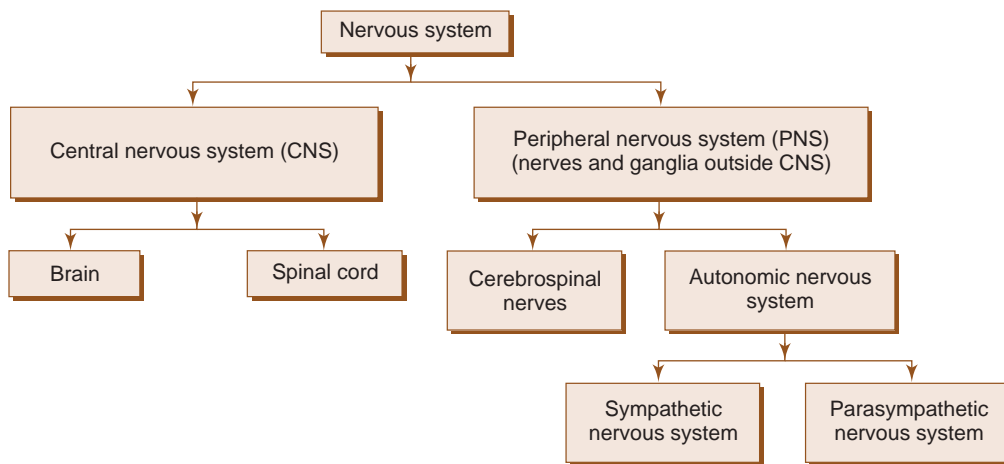 Nervous system
Central nervous system (CNS)
Peripheral nervous system (PNS)
(nerves and ganglia outside CNS)
Brain
Spinal cord
Cerebrospinal
nerves
Autonomic nervous
system
Sympathetic
nervous system
Parasympathetic
nervous system